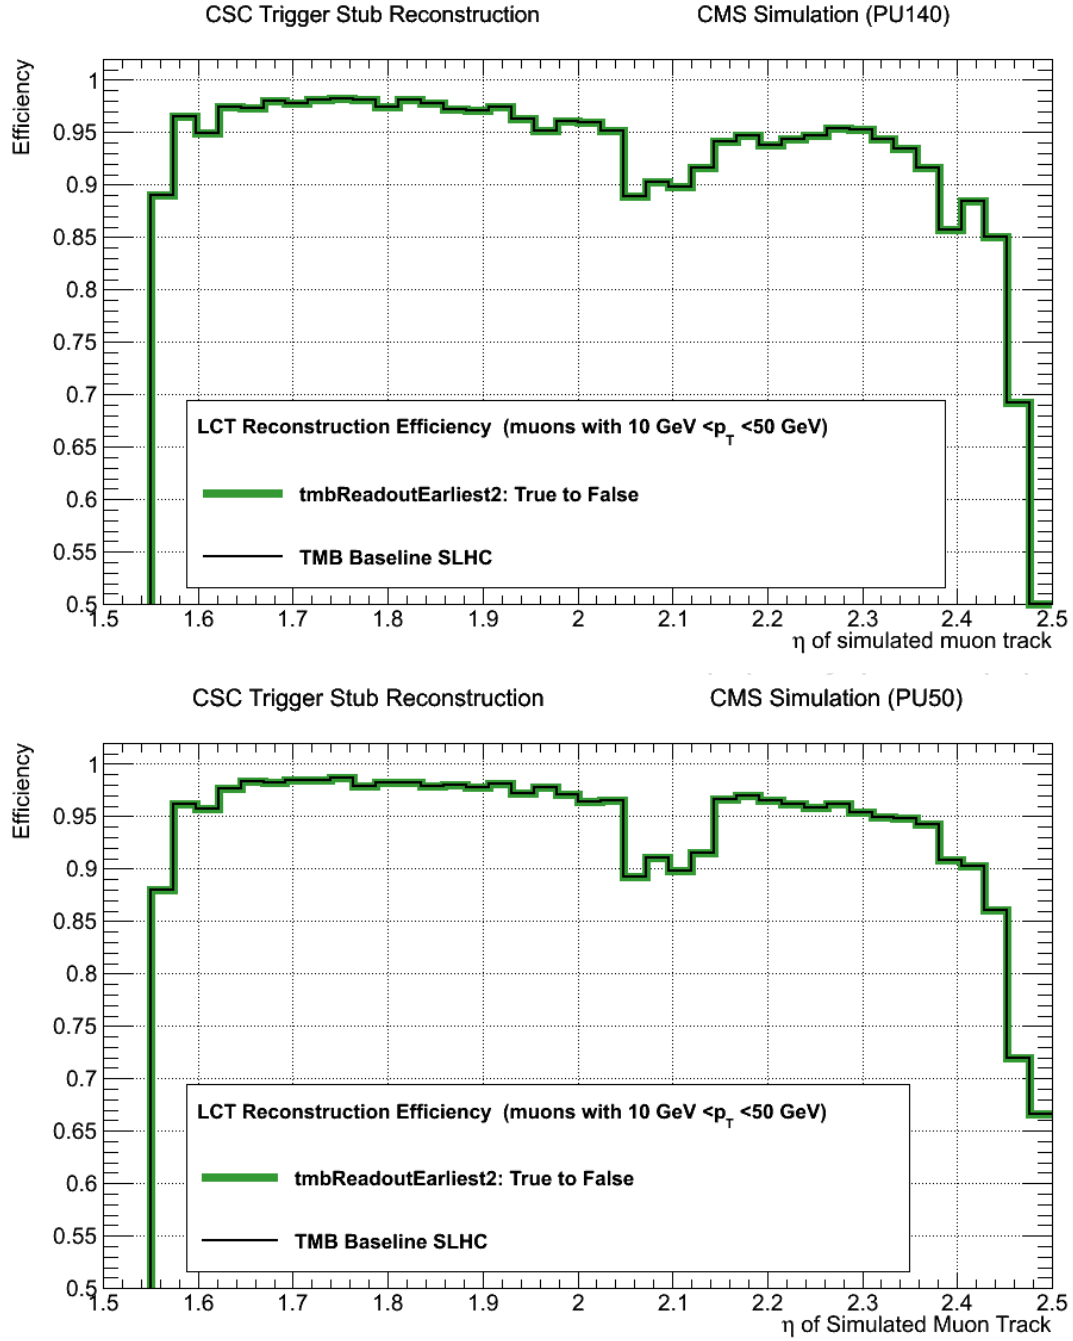 CSC Trigger Stub Reconstruction CMS Simulation (PU140)
Efficiency
1
0.95
0.9
0.85
0.8
0.75
0.7
0.65
0.6
0.55
0.5
LCT Reconstruction Efficiency (muons with 10 GeV <pT <50 GeV)
tmbReadoutEarliest2: True to False
TMB Baseline SLHC
1.5 1.6 1.7 1.8 1.9 2 2.1 2.2 2.3 2.4 2.5
η of simulated muon track
CSC Trigger Stub Reconstruction CMS Simulation (PU50)
Efficiency
1
0.95
0.9
0.85
0.8
0.75
0.7
0.65
0.6
0.55
0.5
LCT Reconstruction Efficiency (muons with 10 GeV <pT <50 GeV)
tmbReadoutEarliest2: True to False
TMB Baseline SLHC
1.5 1.6 1.7 1.8 1.9 2 2.1 2.2 2.3 2.4 2.5
η of Simulated Muon Track